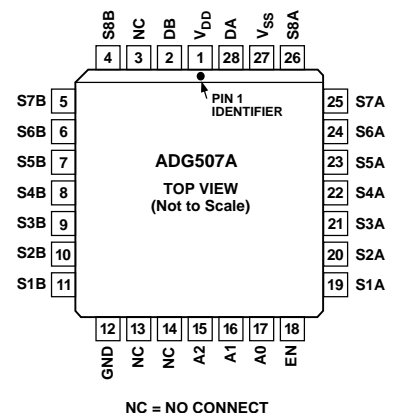 S8B NC DB VDD DA VSS S8A
4 3 2 1 28 27 26
PIN 1
IDENTIFIER
S7B 5
S6B 6
S5B 7
S4B 8
S3B 9
S2B 10
S1B 11
ADG507A
TOP VIEW
(Not to Scale)
25 S7A
24 S6A
23 S5A
22 S4A
21 S3A
20 S2A
19 S1A
12 13 14 15 16 17 18
GND NC NC A2 A1 A0 EN
NC = NO CONNECT